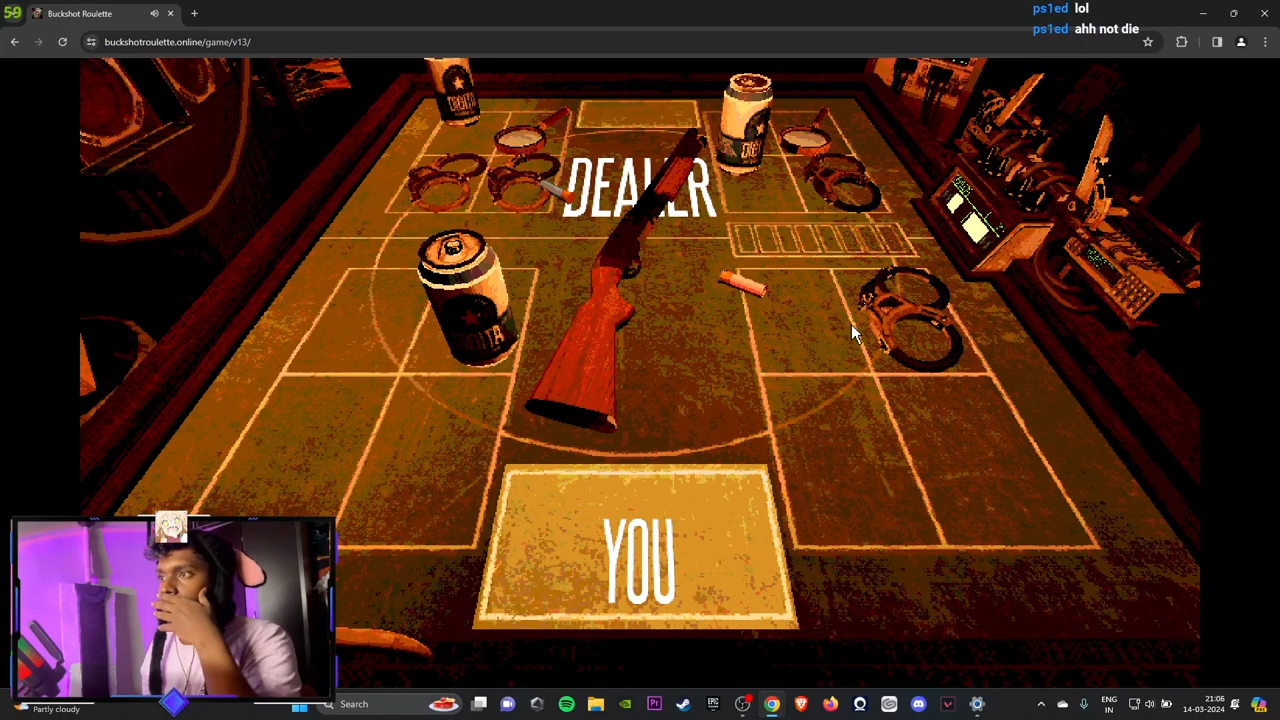 59
Buckshot Roulette
ps1ed lol
ps1ed ahh not die
buckshotroulette.online/game/v13/
DEALER
YOU
Partly cloudy
Search
ENG
IN
21:06
14-03-2024